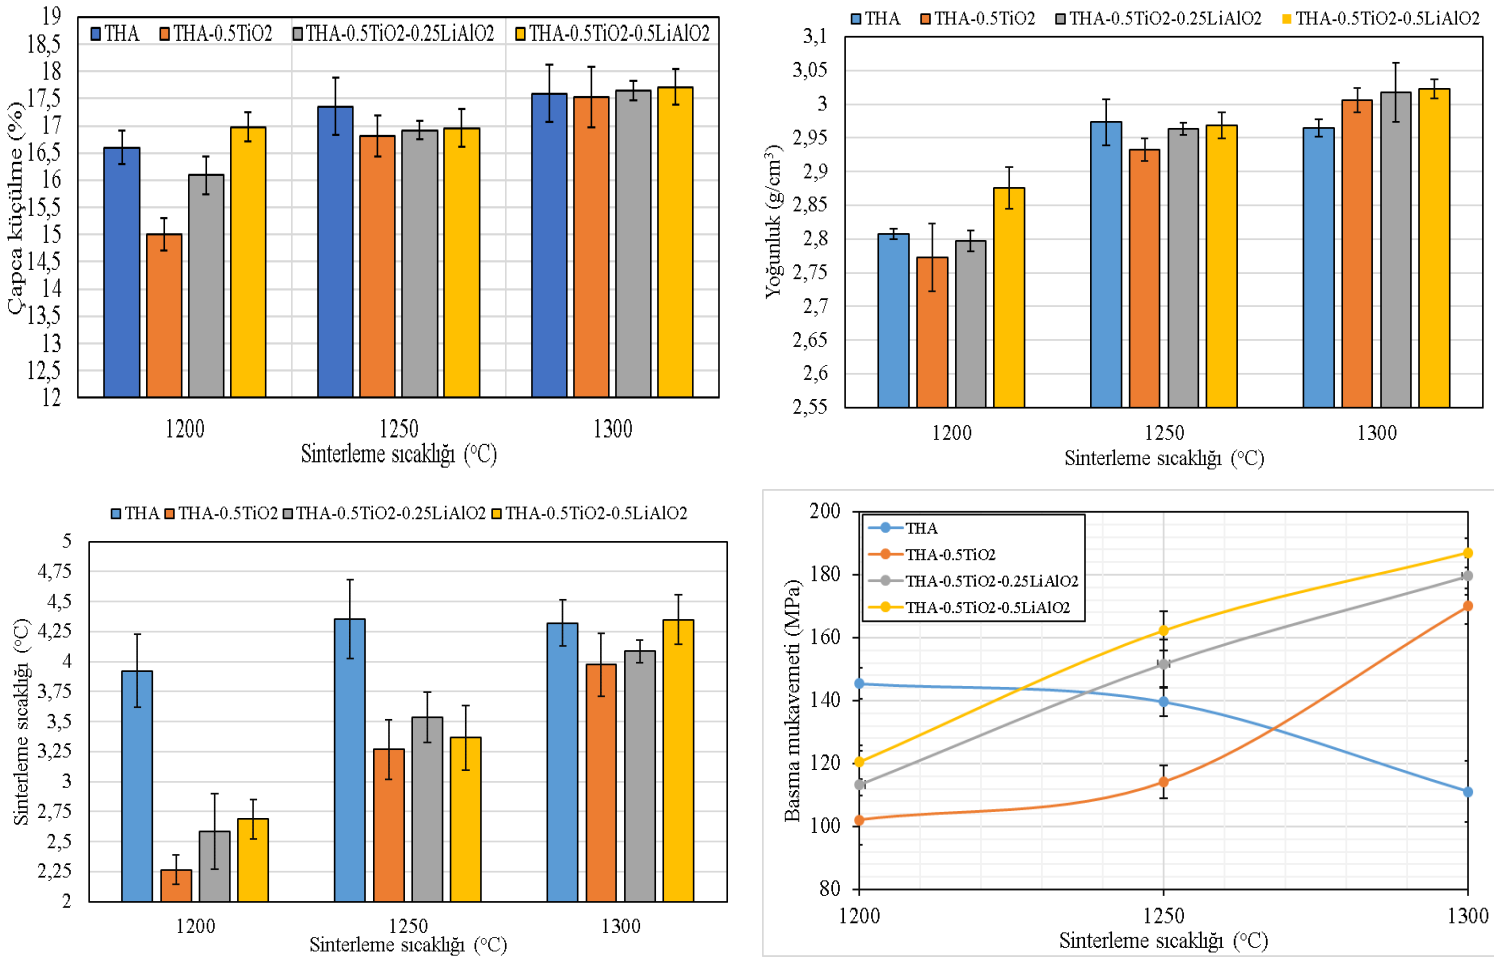 THA THA-0.5TiO2 THA-0.5TiO2-0.25LiAlO2 THA-0.5TiO2-0.5LiAlO2
Çapca küçülme (%)
19
18,5
18
17,5
17
16,5
16
15,5
15
14,5
14
13,5
13
12,5
12
1200 1250 1300
Sinterleme sıcaklığı (°C)
THA THA-0.5TiO2 THA-0.5TiO2-0.25LiAlO2 THA-0.5TiO2-0.5LiAlO2
Yoğunluk (g/cm³)
3,1
3,05
3
2,95
2,9
2,85
2,8
2,75
2,7
2,65
2,6
2,55
1200 1250 1300
Sinterleme sıcaklığı (°C)
THA THA-0.5TiO2 THA-0.5TiO2-0.25LiAlO2 THA-0.5TiO2-0.5LiAlO2
Sinterleme sıcaklığı (°C)
5
4,75
4,5
4,25
4
3,75
3,5
3,25
3
2,75
2,5
2,25
2
1200 1250 1300
Sinterleme sıcaklığı (°C)
THA
THA-0.5TiO2
THA-0.5TiO2-0.25LiAlO2
THA-0.5TiO2-0.5LiAlO2
Basma mukavemeti (MPa)
200
180
160
140
120
100
80
1200 1250 1300
Sinterleme sıcaklığı (°C)